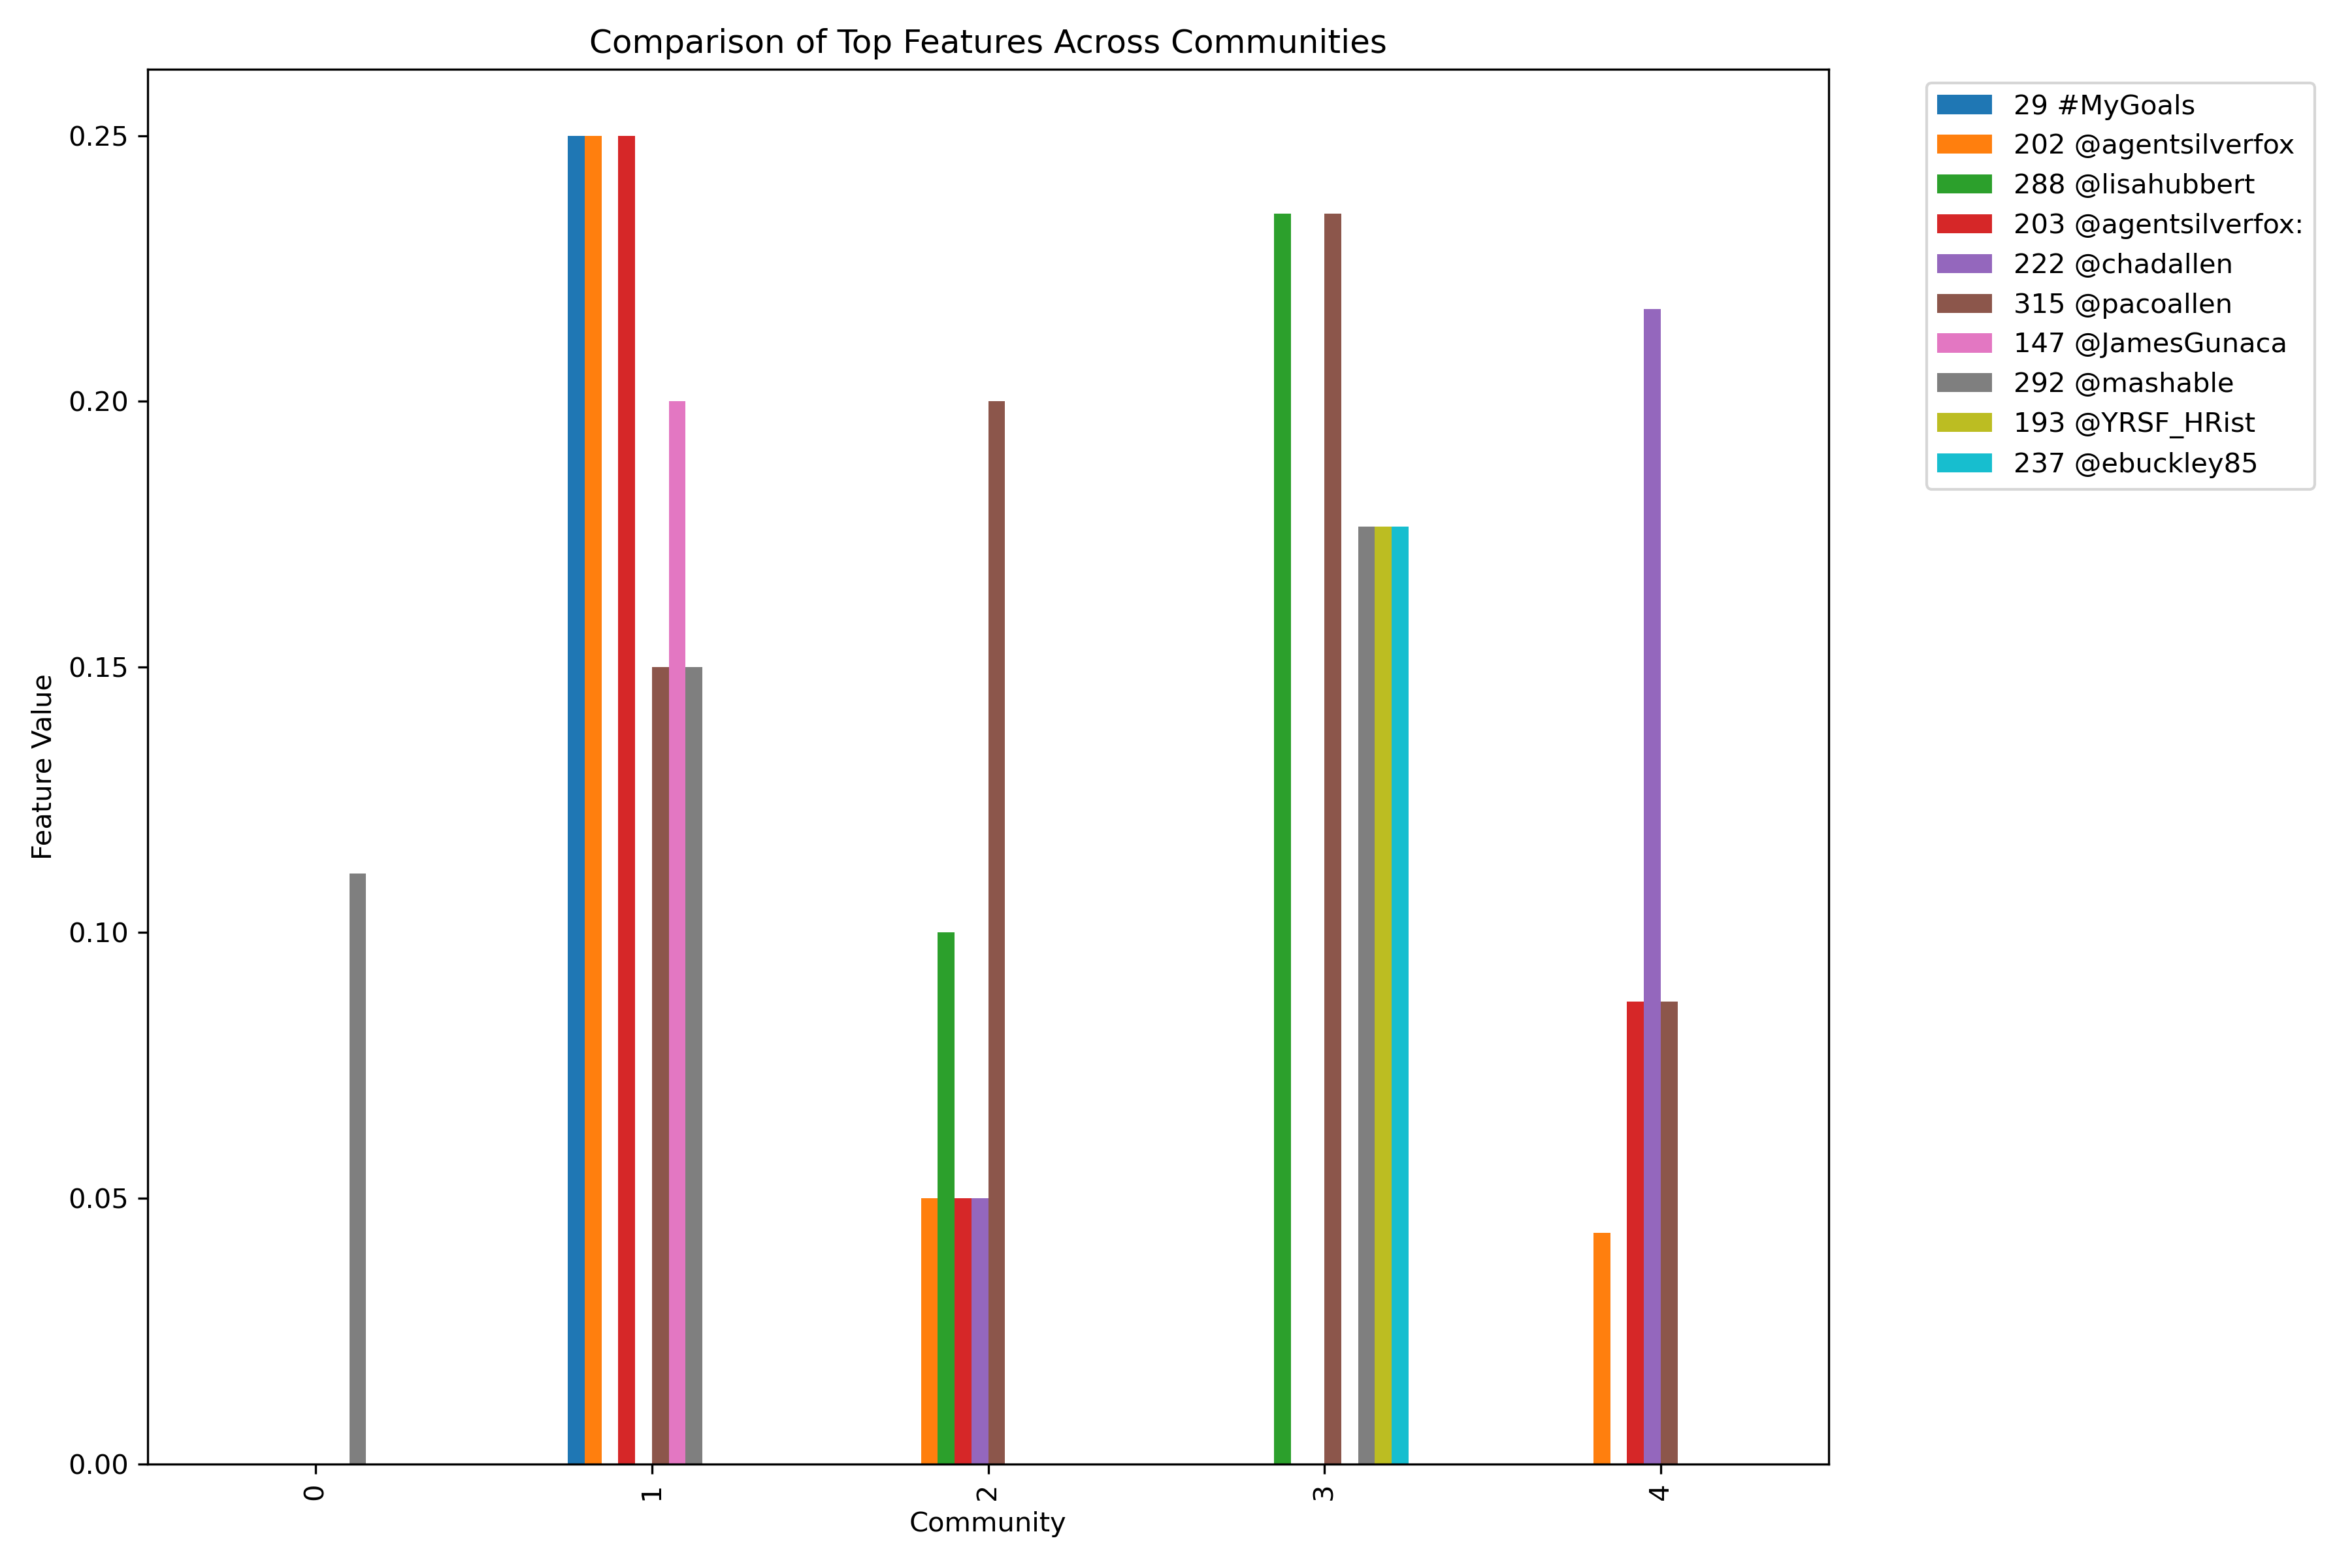 Comparison of Top Features Across Communities
0.25
0.20
0.15
0.10
0.05
0.00
Feature Value
0
1
2
3
4
Community
29 #MyGoals
202 @agentsilverfox
288 @lisahubbert
203 @agentsilverfox:
222 @chadallen
315 @pacoallen
147 @JamesGunaca
292 @mashable
193 @YRSF_HRist
237 @ebuckley85